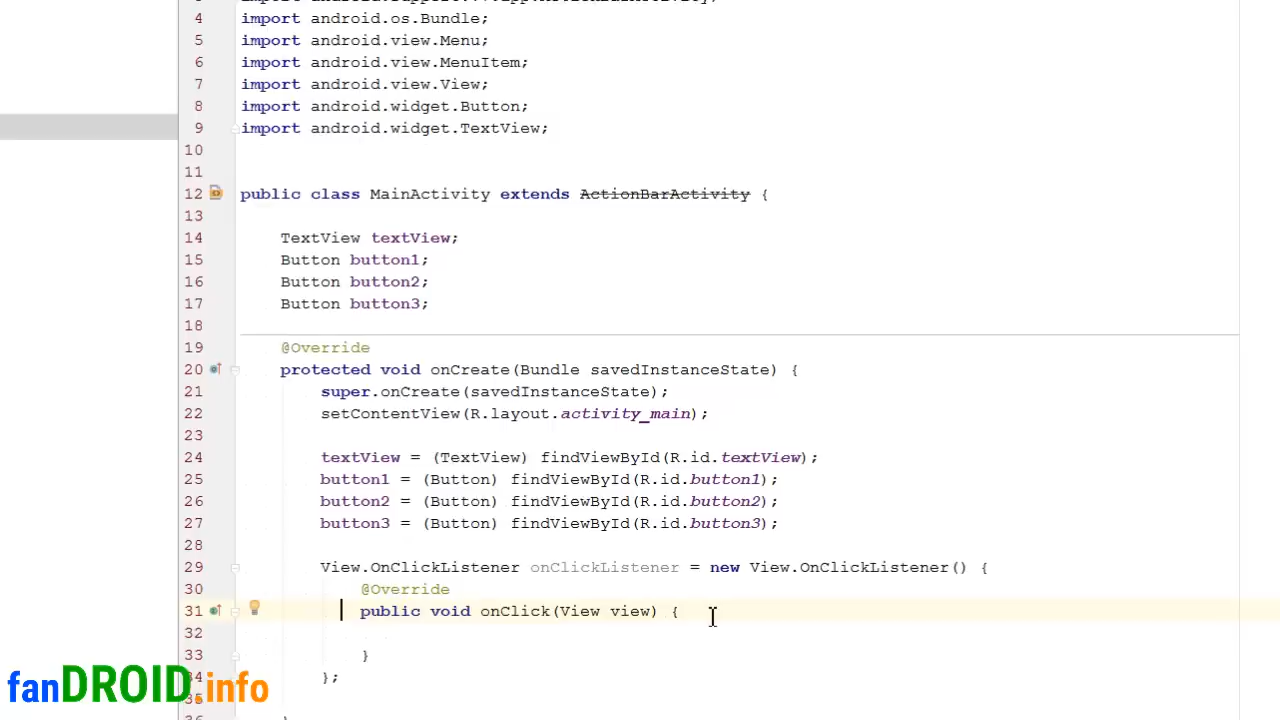 4 import android.os.Bundle;
5 import android.view.Menu;
6 import android.view.MenuItem;
7 import android.view.View;
8 import android.widget.Button;
9 import android.widget.TextView;
10
11
12 public class MainActivity extends ActionBarActivity {
13
14 TextView textView;
15 Button button1;
16 Button button2;
17 Button button3;
18
19 @Override
20 protected void onCreate(Bundle savedInstanceState) {
21 super.onCreate(savedInstanceState);
22 setContentView(R.layout.activity_main);
23
24 textView = (TextView) findViewById(R.id.textView);
25 button1 = (Button) findViewById(R.id.button1);
26 button2 = (Button) findViewById(R.id.button2);
27 button3 = (Button) findViewById(R.id.button3);
28
29 View.OnClickListener onClickListener = new View.OnClickListener() {
30 @Override
31 public void onClick(View view) {
32
33 }
34 };
35
fanDROID.info